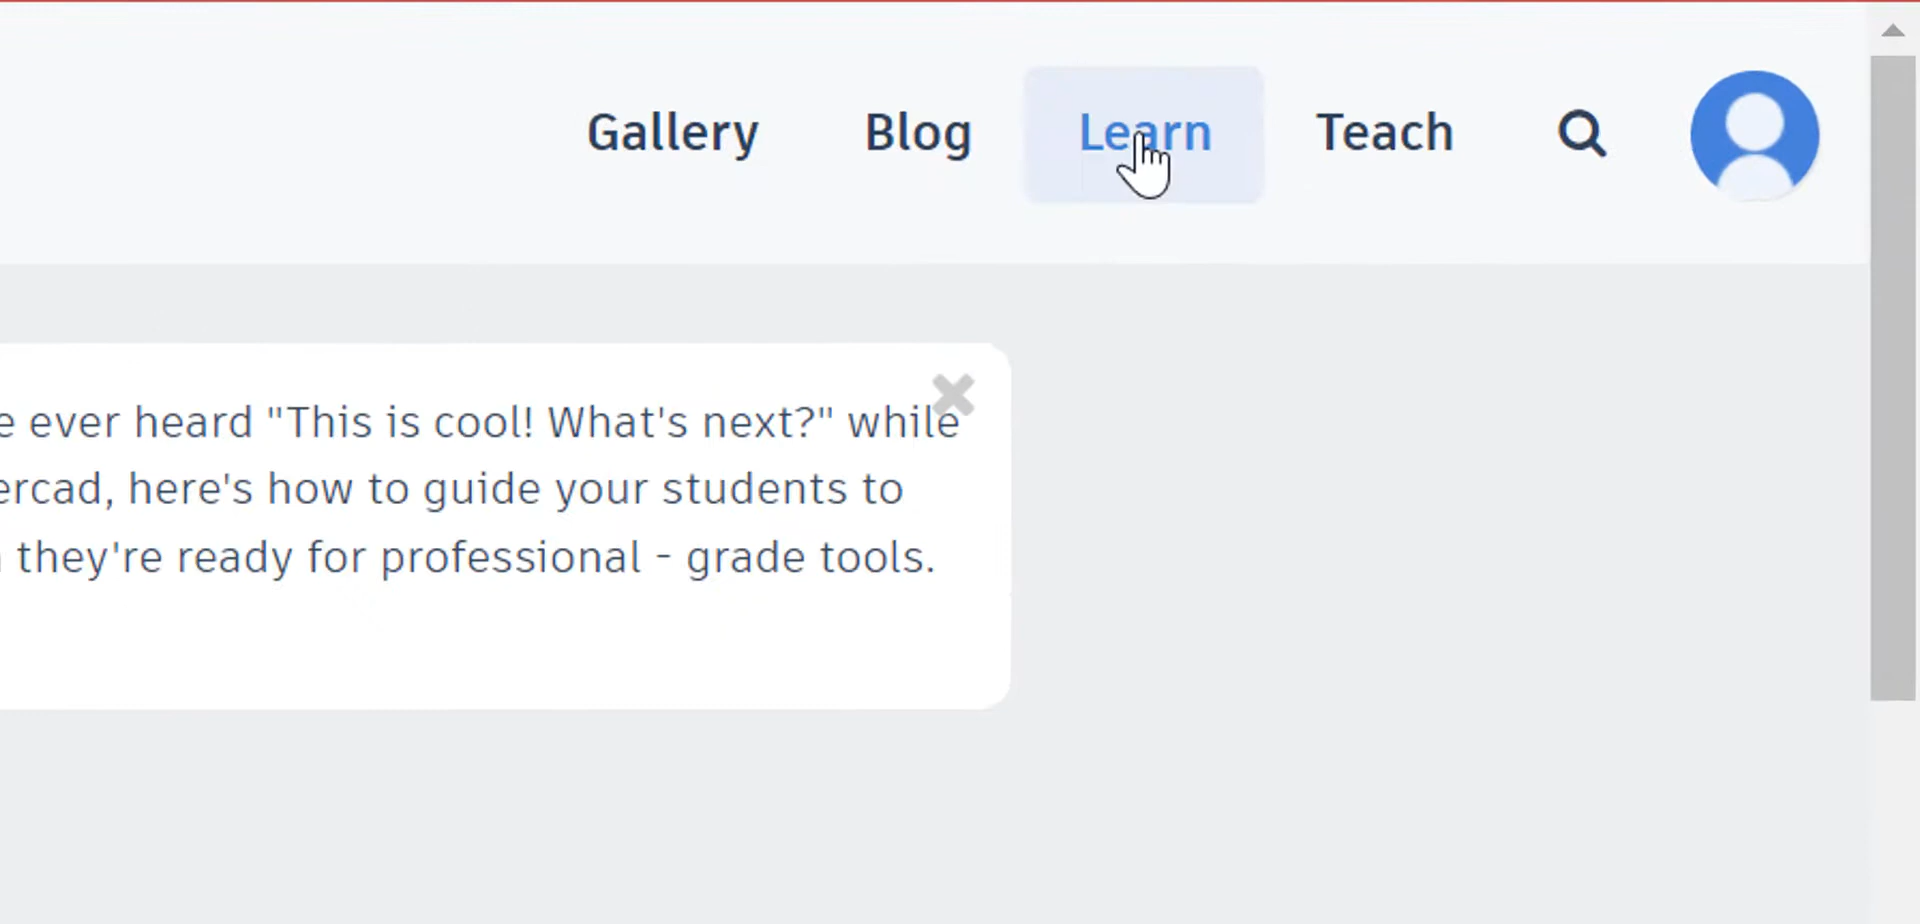 Gallery Blog Learn Teach
ever heard "This is cool! What's next?" while
here's how to guide your students to
they're ready for professional - grade tools.